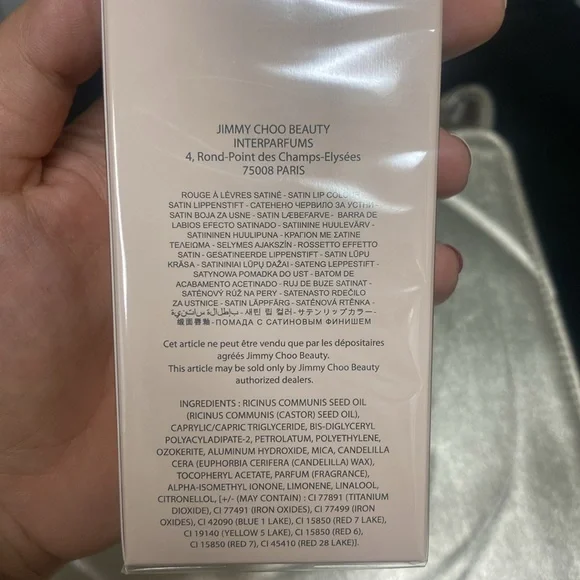 JIMMY CHOO BEAUTY
INTERPARFUMS
4, Rond-Point des Champs-Elysées
75008 PARIS
ROUGE À LÈVRES SATINÉ - SATIN LIP COLOUR
SATIN LIPPENSTIFT - САТЕНЕНО ЧЕРВИЛО ЗА УСТНИ -
SATIN BOJA ZA USNE - SATIN LÆBEFARVE - BARRA DE
LABIOS EFECTO SATINADO - SATIINNE HUULEVÄRV -
SATIININEN HUULIPUNA - ΚΡΑΓΙΟΝ ΜΕ ΣΑΤΙΝΕ
ΤΕΛΕΙΩΜΑ - SELYMES AJAKSZÍN - ROSSETTO EFFETTO
SATIN - GESATINEERDE LIPPENSTIFT - SATIN LŪPU
KRĀSA - SATININIAI LŪPŲ DAŽAI - SATENG LEPPESTIFT -
SATYNOWA POMADKA DO UST - BATOM DE
ACABAMENTO ACETINADO - RUJ DE BUZE SATINAT -
SATÉNOVÝ RÚŽ NA PERY - SATENASTO RDEČILO
ZA USTNICE - SATIN LÄPPFÄRG - SATÉNOVÁ RTĚNKA -
새틴 립 컬러 - サテンリップカラー -
緞面唇釉 - ПОМАДА С САТИНОВЫМ ФИНИШЕМ
Cet article ne peut être vendu que par les dépositaires
agréés Jimmy Choo Beauty.
This article may be sold only by Jimmy Choo Beauty
authorized dealers.
INGREDIENTS : RICINUS COMMUNIS SEED OIL
(RICINUS COMMUNIS (CASTOR) SEED OIL),
CAPRYLIC/CAPRIC TRIGLYCERIDE, BIS-DIGLYCERYL
POLYACYLADIPATE-2, PETROLATUM, POLYETHYLENE,
OZOKERITE, ALUMINUM HYDROXIDE, MICA, CANDELILLA
CERA (EUPHORBIA CERIFERA (CANDELILLA) WAX),
TOCOPHERYL ACETATE, PARFUM (FRAGRANCE),
ALPHA-ISOMETHYL IONONE, LIMONENE, LINALOOL,
CITRONELLOL, [+/- (MAY CONTAIN) : CI 77891 (TITANIUM
DIOXIDE), CI 77491 (IRON OXIDES), CI 77499 (IRON
OXIDES), CI 42090 (BLUE 1 LAKE), CI 15850 (RED 7 LAKE),
CI 19140 (YELLOW 5 LAKE), CI 15850 (RED 6),
CI 15850 (RED 7), CI 45410 (RED 28 LAKE)].